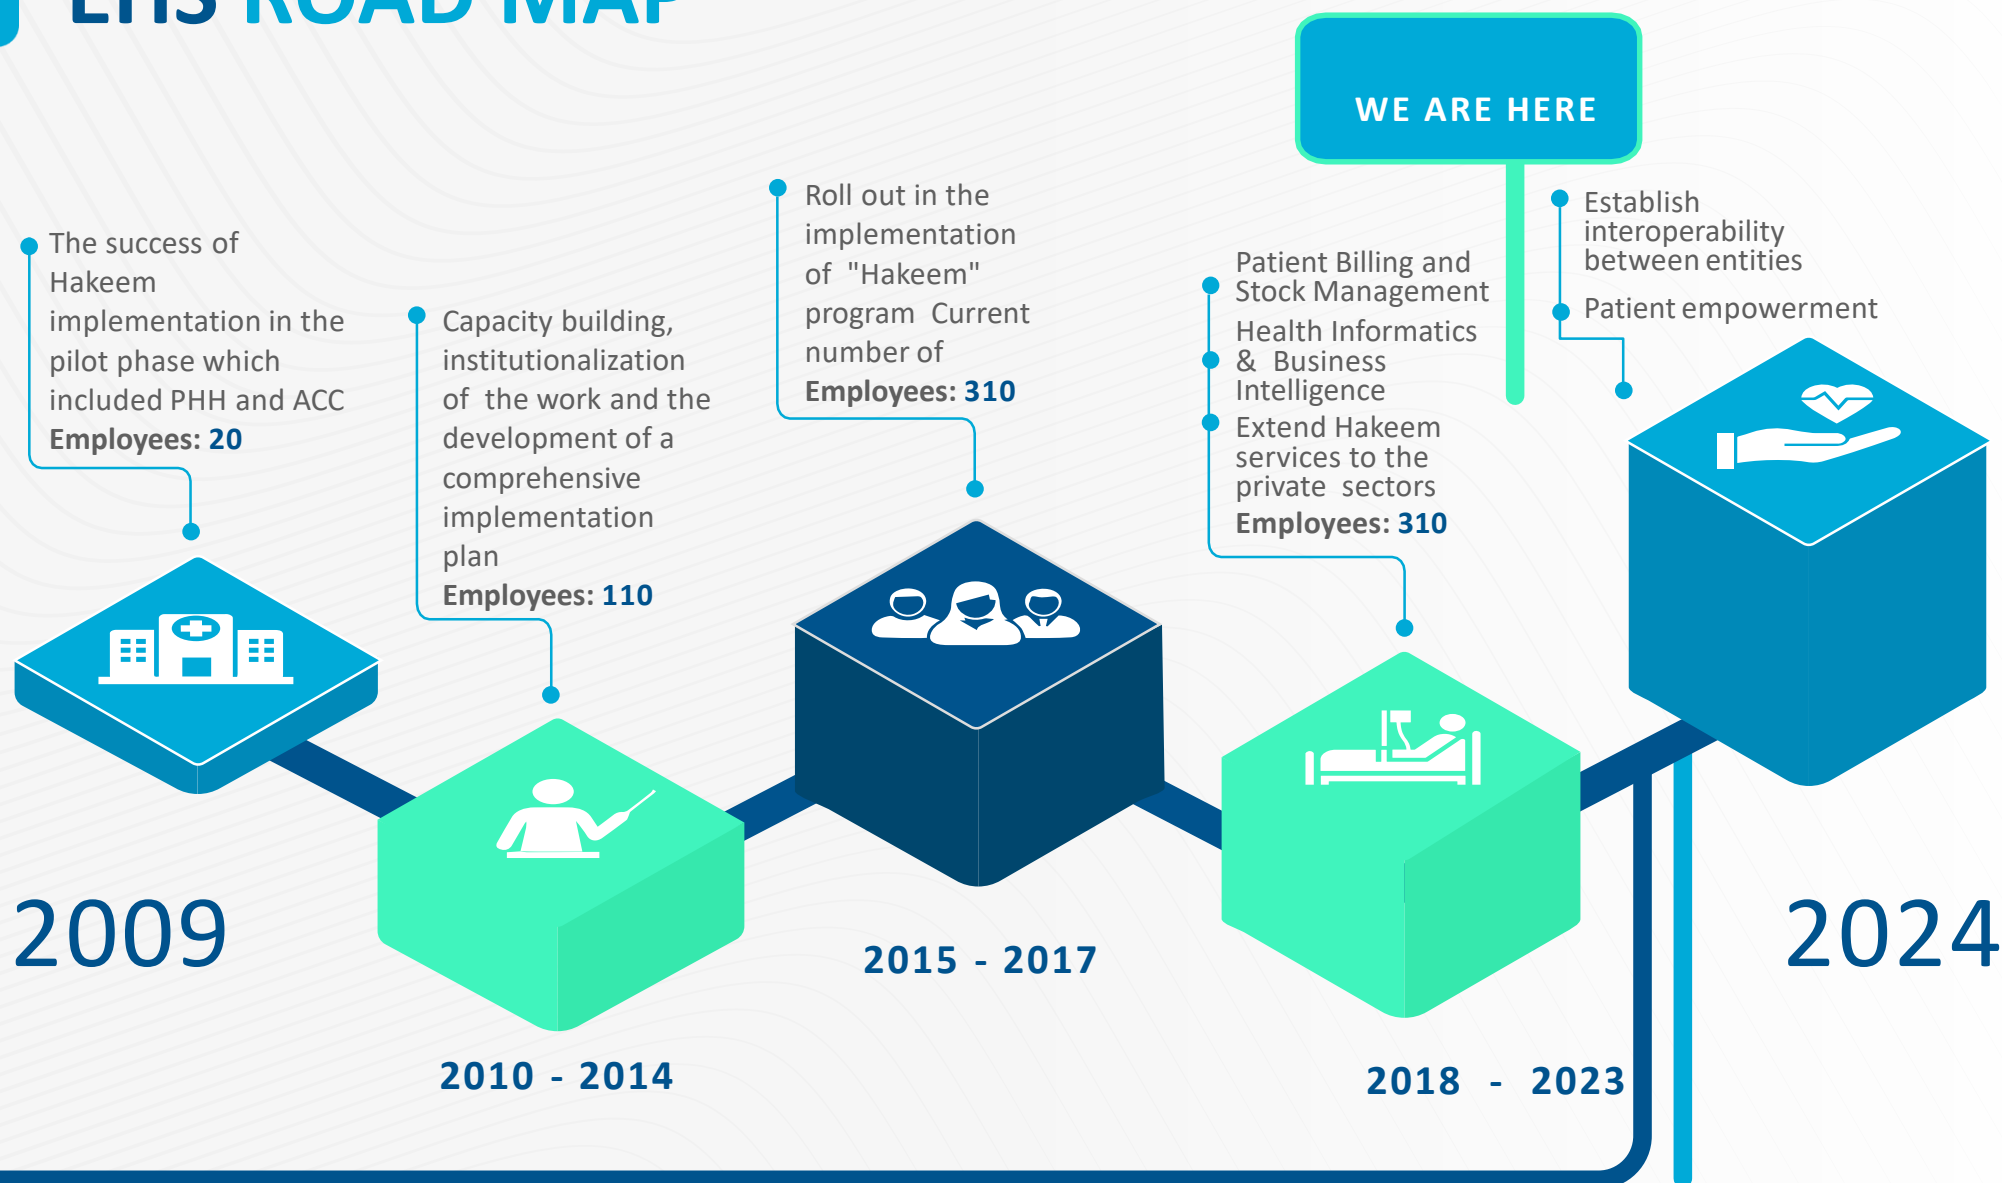 EHS ROAD MAP
WE ARE HERE
The success of
Hakeem
implementation in the
pilot phase which
included PHH and ACC
Employees: 20
Capacity building,
institutionalization
of the work and the
development of a
comprehensive
implementation
plan
Employees: 110
Roll out in the
implementation
of "Hakeem"
program Current
number of
Employees: 310
Patient Billing and
Stock Management
Health Informatics
& Business
Intelligence
Extend Hakeem
services to the
private sectors
Employees: 310
Establish
interoperability
between entities
Patient empowerment
2009
2010 - 2014
2015 - 2017
2018 - 2023
2024